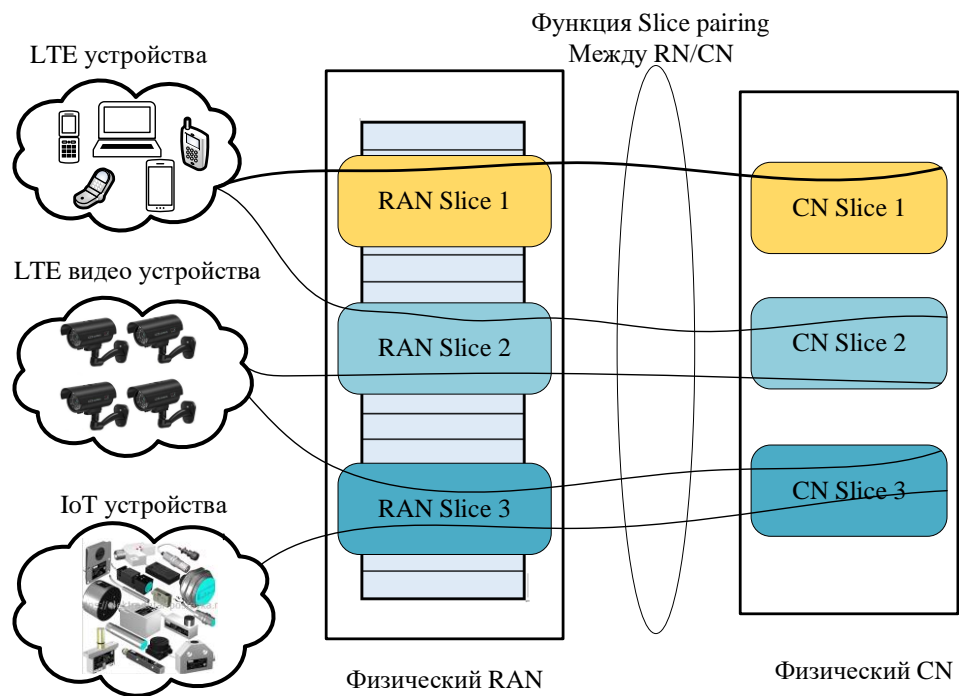 Функция Slice pairing
Между RN/CN
LTE устройства
RAN Slice 1
CN Slice 1
LTE видео устройства
RAN Slice 2
CN Slice 2
RAN Slice 3
CN Slice 3
IoT устройства
Физический RAN
Физический CN